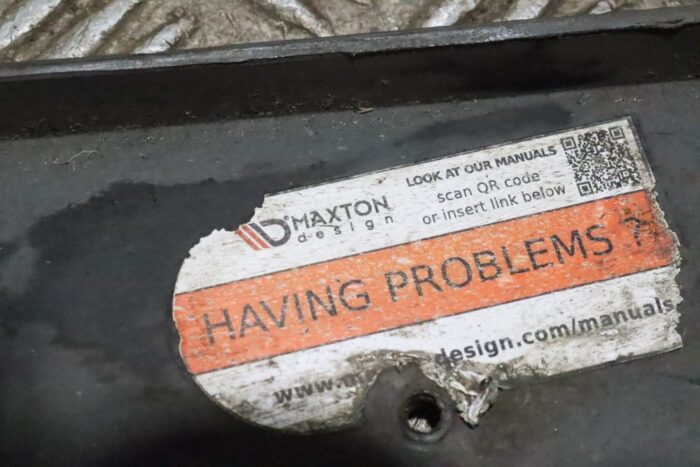 LOOK AT OUR MANUALS
scan QR code
or insert link below
MAXTON
design
HAVING PROBLEMS ?
design.com/manuals